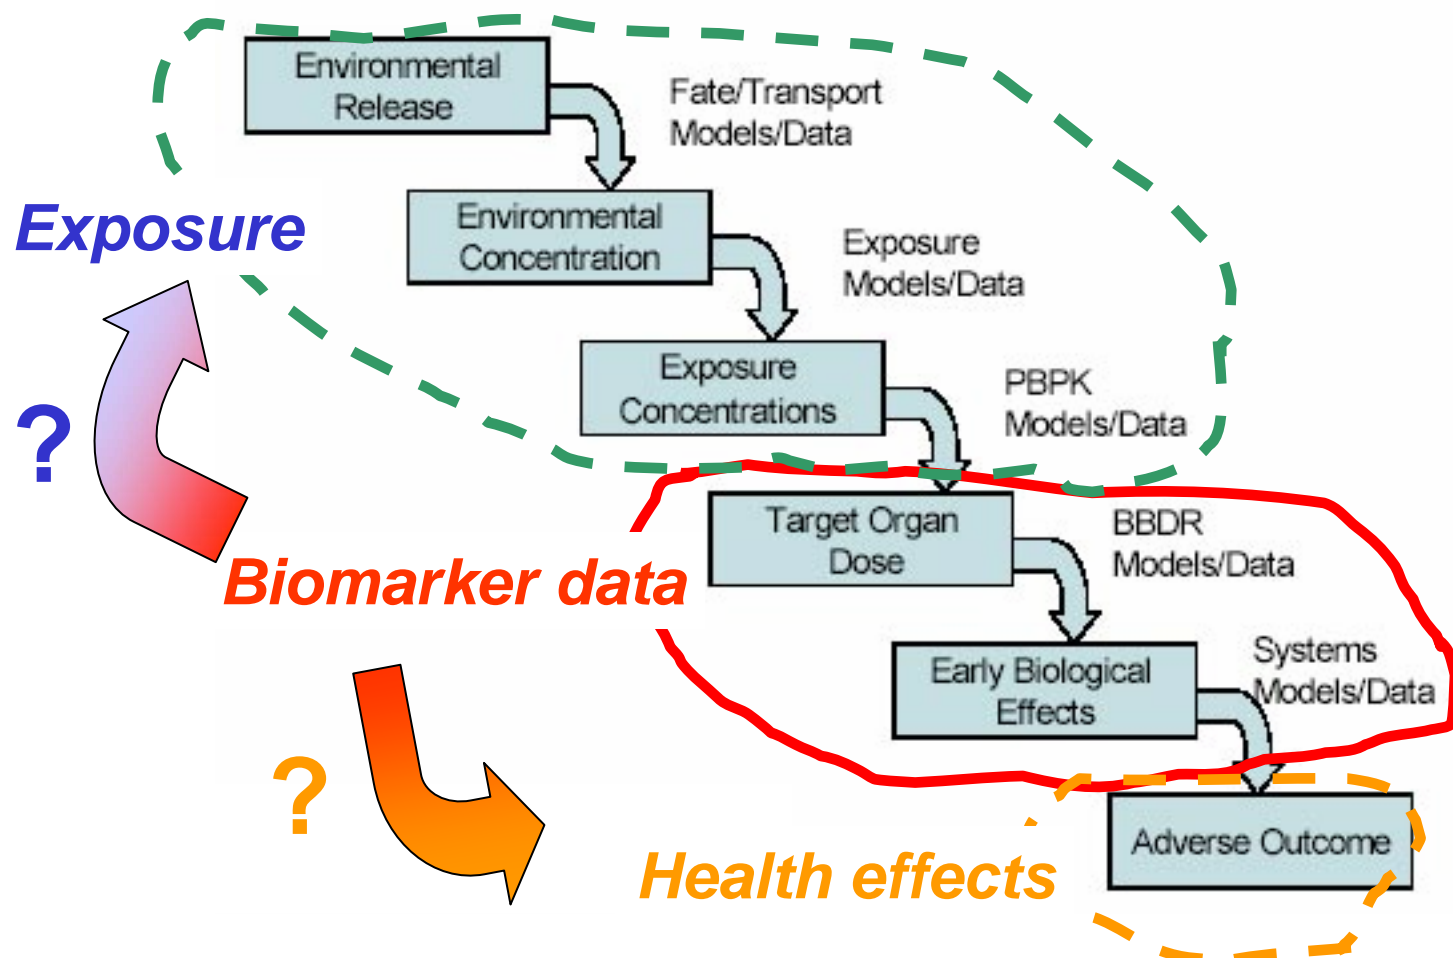 Environmental
Release
Fate/Transport
Models/Data
Exposure
Environmental
Concentration
Exposure
Models/Data
Exposure
Concentrations
PBPK
Models/Data
?
Target Organ
Dose
BBDR
Models/Data
Biomarker data
Early Biological
Effects
Systems
Models/Data
?
Adverse Outcome
Health effects